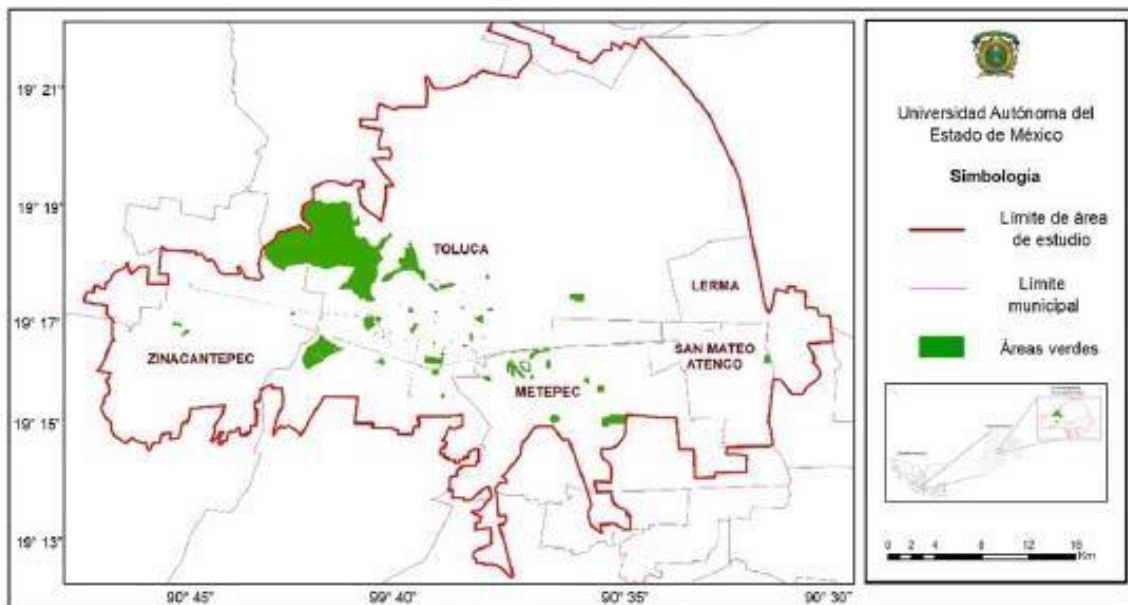 19° 21"
19° 19"
19° 17"
19° 15"
19° 13"
90° 45"
99° 40"
90° 35"
90° 30"
TOLUCA
LERMA
ZINACANTEPEC
SAN MATEO
ATENCO
METEPEC
Universidad Autónoma del
Estado de México
Simbología
Límite de área
de estudio
Límite
municipal
Áreas verdes
0 2 4 8 12 16
Km